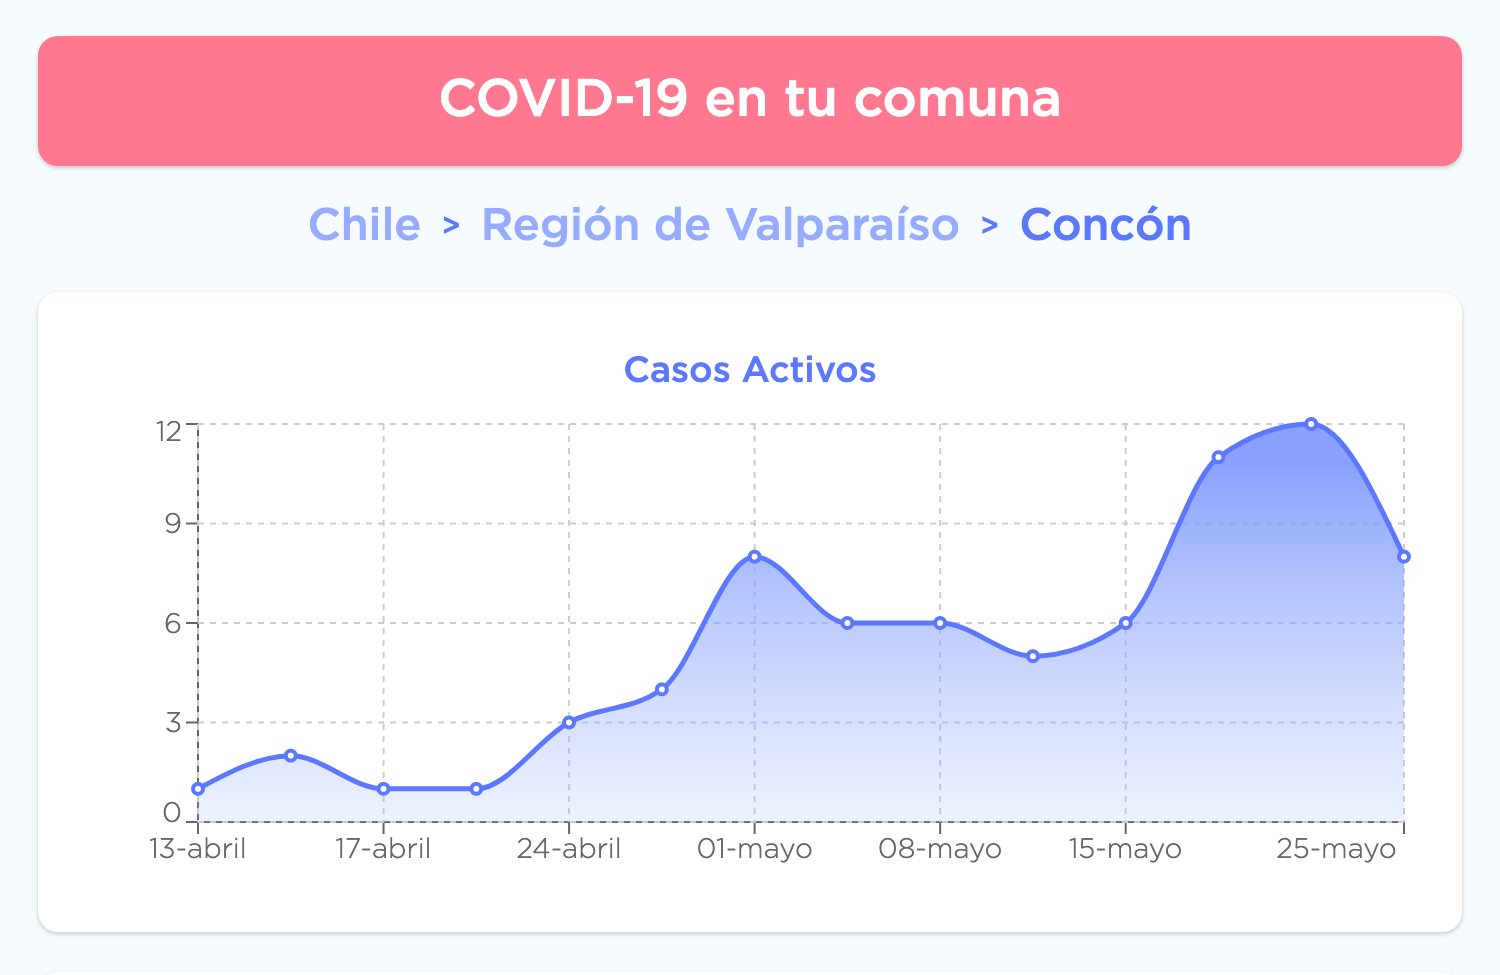 COVID-19 en tu comuna
Chile > Región de Valparaíso > Concón
Casos Activos
12
9
6
3
0
13-abril 17-abril 24-abril 01-mayo 08-mayo 15-mayo 25-mayo